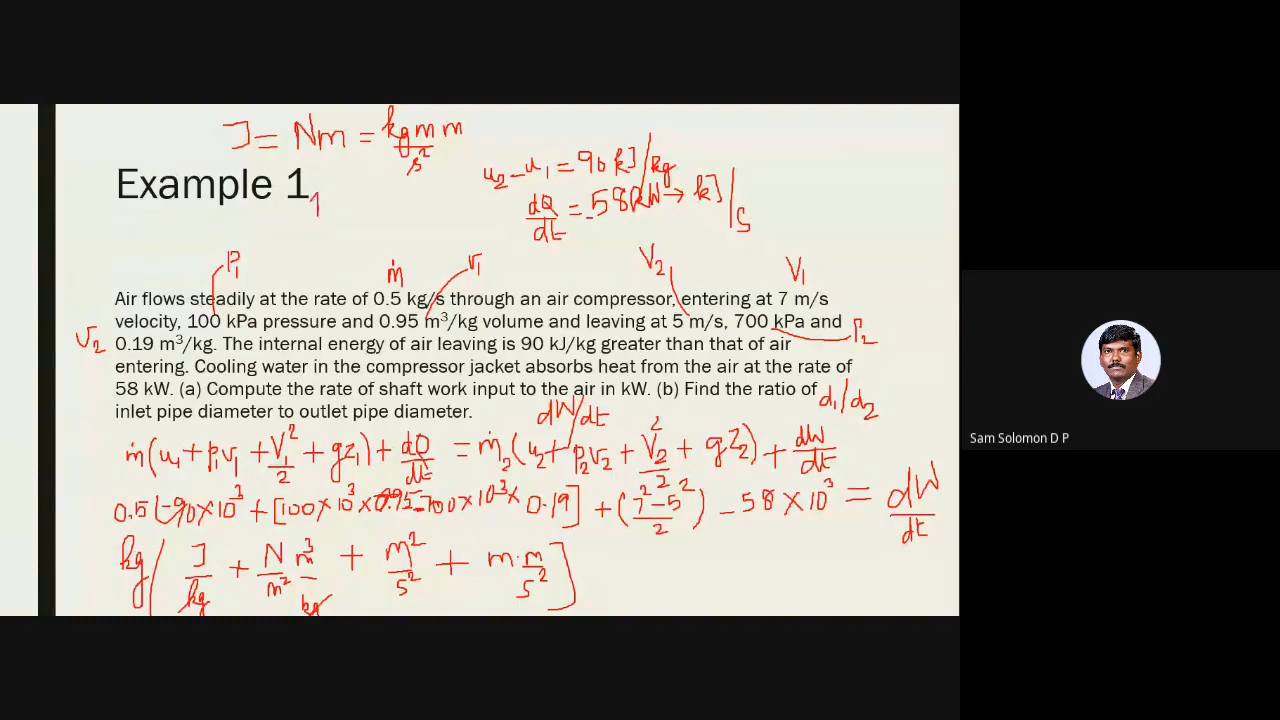 J = Nm = kg m m / s²
Example 1
u₂ - u₁ = 90 kJ/kg
dQ/dt = -58 kW → kJ/s
P₁ ṁ v₁ V₂ V₁
Air flows steadily at the rate of 0.5 kg/s through an air compressor, entering at 7 m/s
velocity, 100 kPa pressure and 0.95 m³/kg volume and leaving at 5 m/s, 700 kPa and P₂
v₂ 0.19 m³/kg. The internal energy of air leaving is 90 kJ/kg greater than that of air
entering. Cooling water in the compressor jacket absorbs heat from the air at the rate of
58 kW. (a) Compute the rate of shaft work input to the air in kW. (b) Find the ratio of d₁/d₂
inlet pipe diameter to outlet pipe diameter. dW/dt
ṁ(u₁ + p₁v₁ + V₁²/2 + gz₁) + dQ/dt = ṁ₂(u₂ + p₂v₂ + V₂²/2 + gZ₂) + dW/dt
0.5(-90×10³ + [100×10³×0.95-700×10³×0.19] + (7²-5²/2) - 58×10³ = dW/dt
kg( J/kg + N/m² m³/kg + m²/s² + m·m/s² ]
Sam Solomon D P